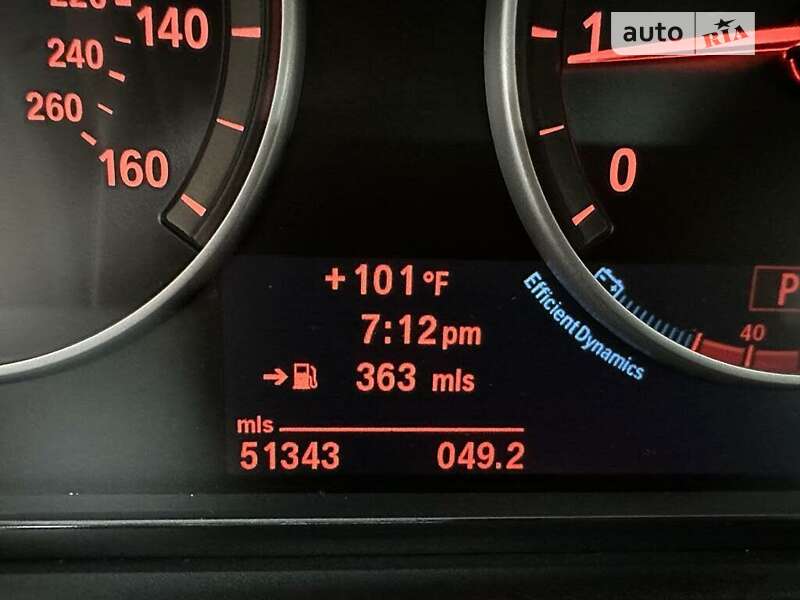 220
140
240
260
160
auto RIA
1
0
+101°F
7:12pm
363 mls
mls
51343 049.2
EfficientDynamics
P
40